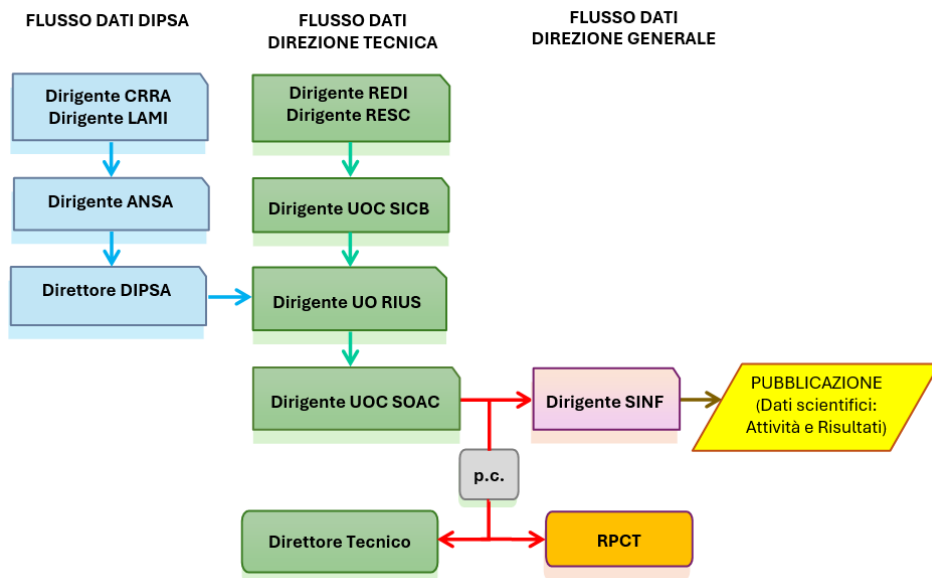 FLUSSO DATI DIPSA
FLUSSO DATI
DIREZIONE TECNICA
FLUSSO DATI
DIREZIONE GENERALE
Dirigente CRRA
Dirigente LAMI
Dirigente REDI
Dirigente RESC
Dirigente ANSA
Dirigente UOC SICB
Direttore DIPSA
Dirigente UO RIUS
Dirigente UOC SOAC
Dirigente SINF
PUBBLICAZIONE
(Dati scientifici:
Attività e Risultati)
p.c.
Direttore Tecnico
RPCT